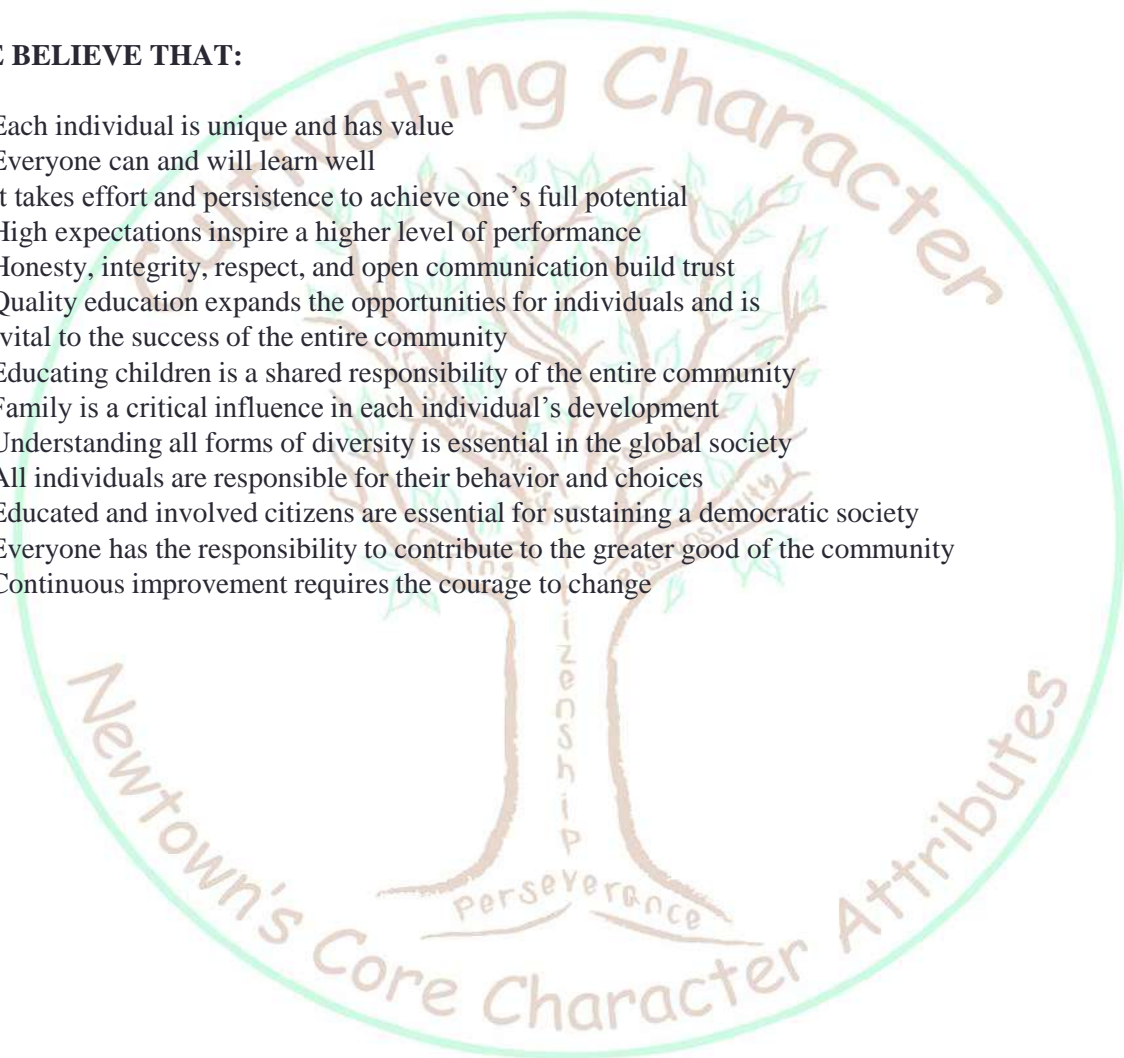 E BELIEVE THAT:
Each individual is unique and has value
Everyone can and will learn well
t takes effort and persistence to achieve one’s full potential
High expectations inspire a higher level of performance
Honesty, integrity, respect, and open communication build trust
Quality education expands the opportunities for individuals and is
vital to the success of the entire community
Educating children is a shared responsibility of the entire community
Family is a critical influence in each individual’s development
Understanding all forms of diversity is essential in the global society
All individuals are responsible for their behavior and choices
Educated and involved citizens are essential for sustaining a democratic society
Everyone has the responsibility to contribute to the greater good of the community
Continuous improvement requires the courage to change
Cultivating Character
Trustworthiness
Respect
Caring
Responsibility
Citizenship
Perseverance
Newtown's Core Character Attributes